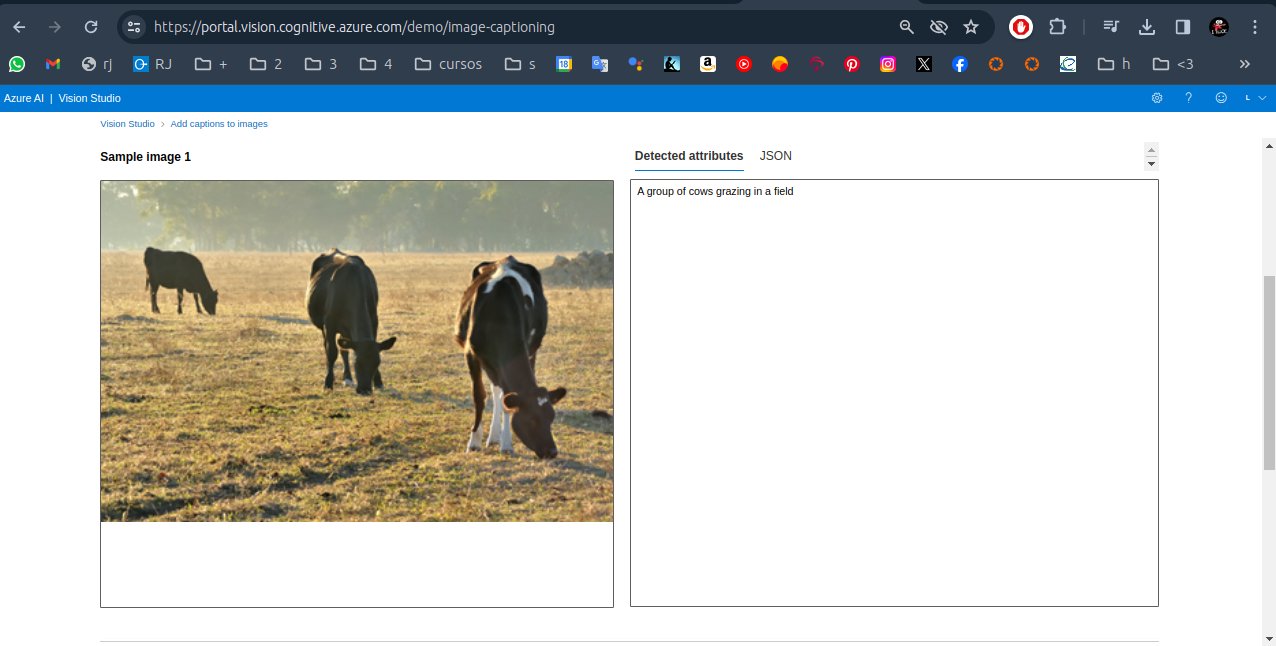 https://portal.vision.cognitive.azure.com/demo/image-captioning
rj RJ + 2 3 4 cursos s 18 h <3 »
Azure AI | Vision Studio L
Vision Studio > Add captions to images
Sample image 1
Detected attributes JSON
A group of cows grazing in a field